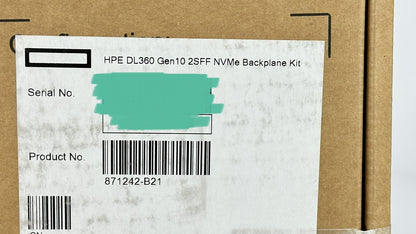 HPE DL360 Gen10 2SFF NVMe Backplane Kit
Serial No.
Product No.
871242-B21